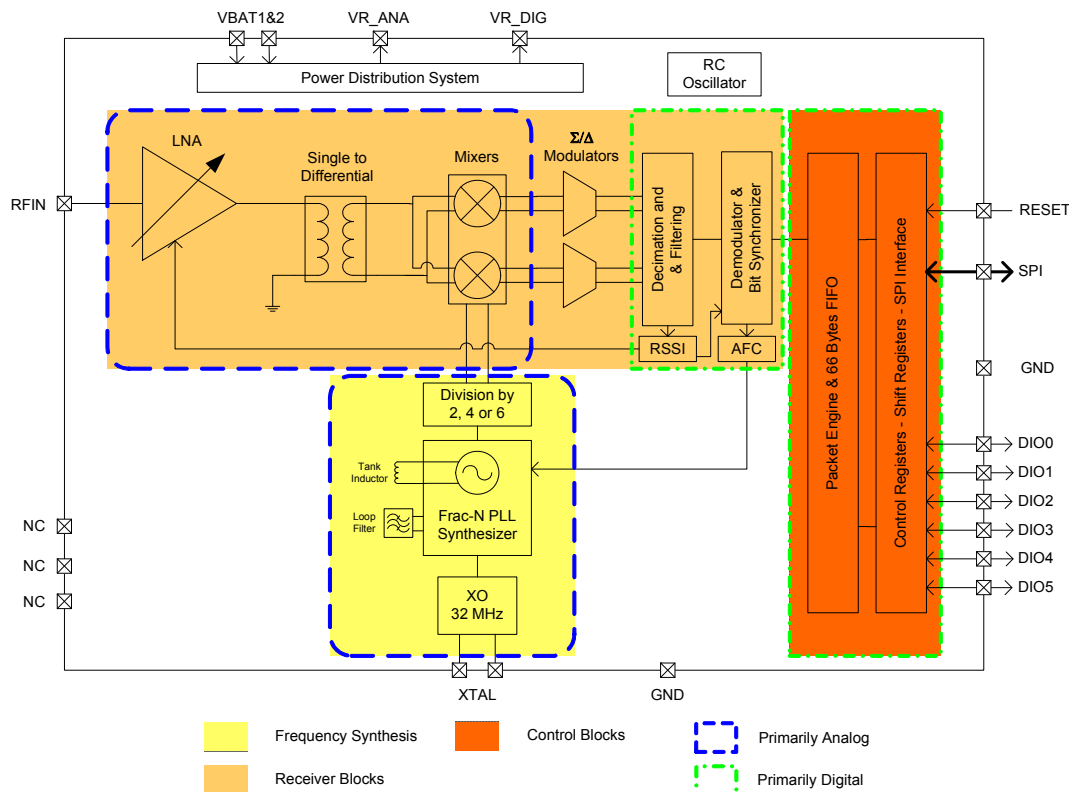 VBAT1&2
VR_ANA
VR_DIG
Power Distribution System
RC
Oscillator
LNA
Single to
Differential
Mixers
Σ/Δ
Modulators
Decimation and
& Filtering
Demodulator &
Bit Synchronizer
RSSI
AFC
Packet Engine & 66 Bytes FIFO
Control Registers - Shift Registers - SPI Interface
RFIN
RESET
SPI
GND
DIO0
DIO1
DIO2
DIO3
DIO4
DIO5
Division by
2, 4 or 6
Tank
Inductor
Loop
Filter
Frac-N PLL
Synthesizer
XO
32 MHz
NC
NC
NC
XTAL
GND
Frequency Synthesis
Control Blocks
Primarily Analog
Receiver Blocks
Primarily Digital